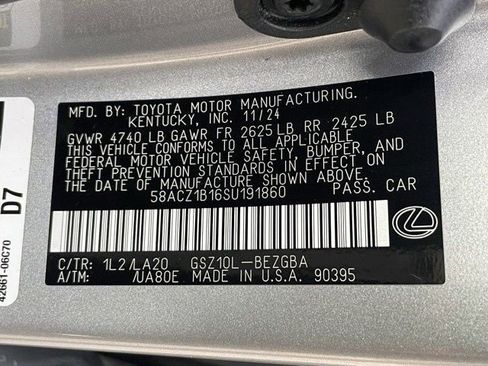 MFD. BY: TOYOTA MOTOR MANUFACTURING.
KENTUCKY, INC. 11/24
GVWR 4740 LB GAWR FR 2625 LB RR 2425 LB
THIS VEHICLE CONFORMS TO ALL APPLICABLE
FEDERAL MOTOR VEHICLE SAFETY, BUMPER, AND
THEFT PREVENTION STANDARDS IN EFFECT ON
THE DATE OF MANUFACTURE SHOWN ABOVE.
58ACZ1B16SU191860 PASS. CAR
C/TR: 1L2/LA20 GSZ10L-BEZGBA
A/TM: /UA80E MADE IN U.S.A. 90395
D7
42661-06C70